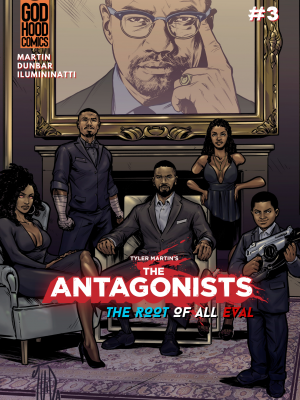 GOD
HOOD
COMICS
#3
MARTIN
DUNBAR
ILUMININATTI
TYLER MARTIN'S
THE
ANTAGONISTS
THE ROOT OF ALL EVAL